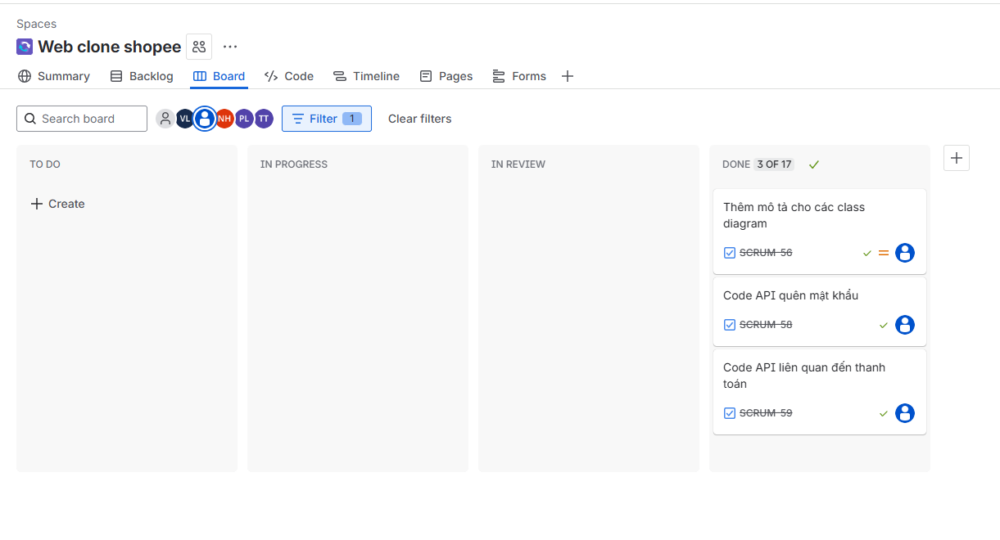 Spaces
Web clone shopee
Summary
Backlog
Board
Code
Timeline
Pages
Forms
Search board
VL
NH
PL
TT
Filter 1
Clear filters
TO DO
Create
IN PROGRESS
IN REVIEW
DONE 3 OF 17
Thêm mô tả cho các class
diagram
SCRUM-56
Code API quên mật khẩu
SCRUM-58
Code API liên quan đến thanh
toán
SCRUM-59